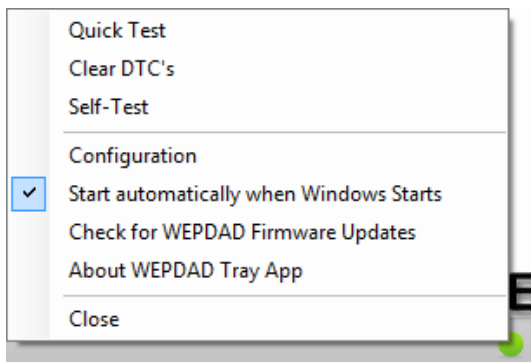 Quick Test
Clear DTC's
Self-Test
Configuration
Start automatically when Windows Starts
Check for WEPDAD Firmware Updates
About WEPDAD Tray App
Close